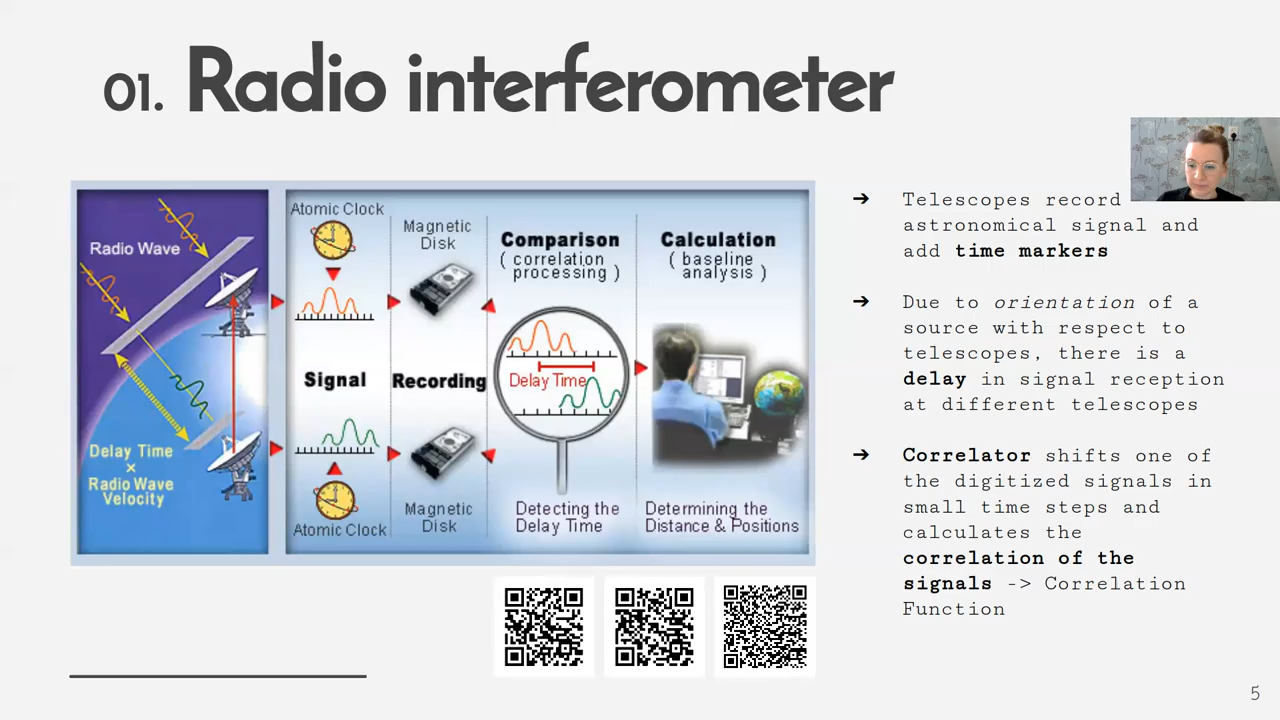 01. Radio interferometer
Radio Wave
Delay Time
×
Radio Wave
Velocity
Atomic Clock
Signal
Atomic Clock
Magnetic
Disk
Recording
Magnetic
Disk
Comparison
( correlation
processing )
Delay Time
Detecting the
Delay Time
Calculation
( baseline
analysis )
Determining the
Distance & Positions
➔ Telescopes record
astronomical signal and
add time markers
➔ Due to orientation of a
source with respect to
telescopes, there is a
delay in signal reception
at different telescopes
➔ Correlator shifts one of
the digitized signals in
small time steps and
calculates the
correlation of the
signals -> Correlation
Function
5